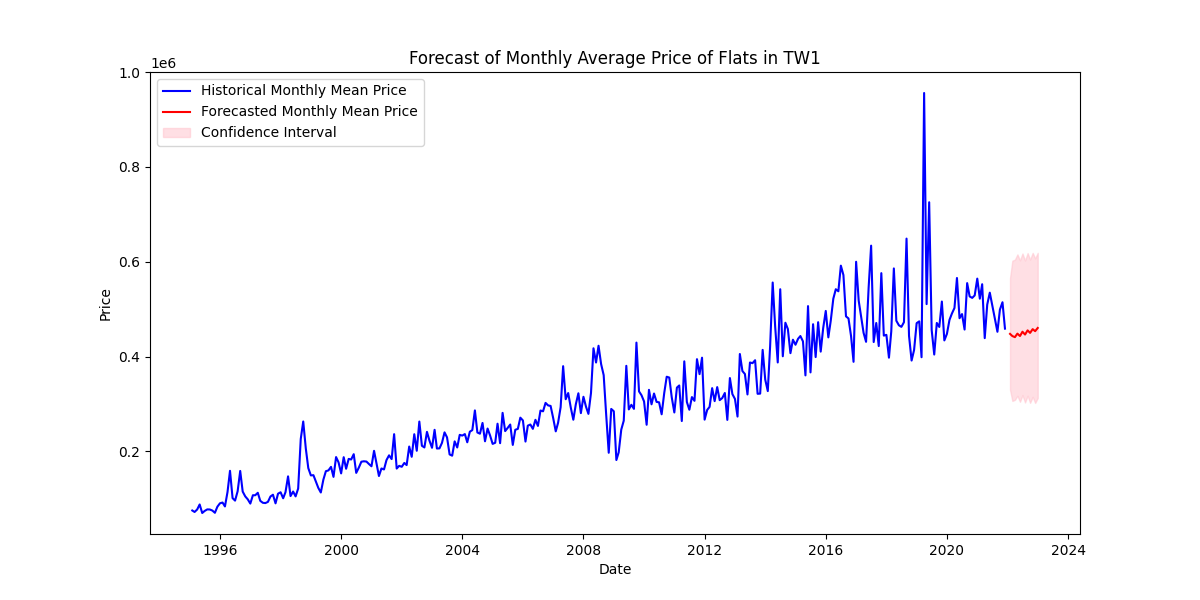 Forecast of Monthly Average Price of Flats in TW1
1e6
1.0
0.8
0.6
0.4
0.2
Price
Historical Monthly Mean Price
Forecasted Monthly Mean Price
Confidence Interval
1996 2000 2004 2008 2012 2016 2020 2024
Date